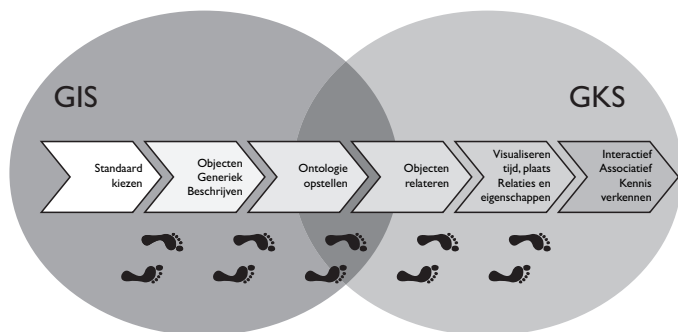 GIS
GKS
Standaard
kiezen
Objecten
Generiek
Beschrijven
Ontologie
opstellen
Objecten
relateren
Visualiseren
tijd, plaats
Relaties en
eigenschappen
Interactief
Associatief
Kennis
verkennen